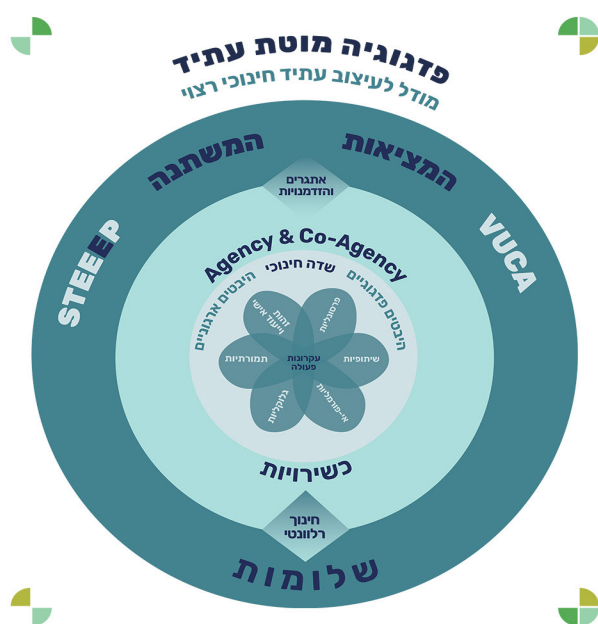 פדגוגיה מוטת עתיד
מודל לעיצוב עתיד חינוכי רצוי
המציאות
המשתנה
אתגרים
והזדמנויות
VUCA
STEEEP
Agency & Co-Agency
שדה חינוכי
היבטים פדגוגיים
היבטים ארגוניים
פרסונליות
זהות
וייעוד אישי
שיתופיות
עקרונות
פעולה
תמורתיות
אי-פורמליות
גלוקליות
כשירויות
חינוך
רלוונטי
שלומות